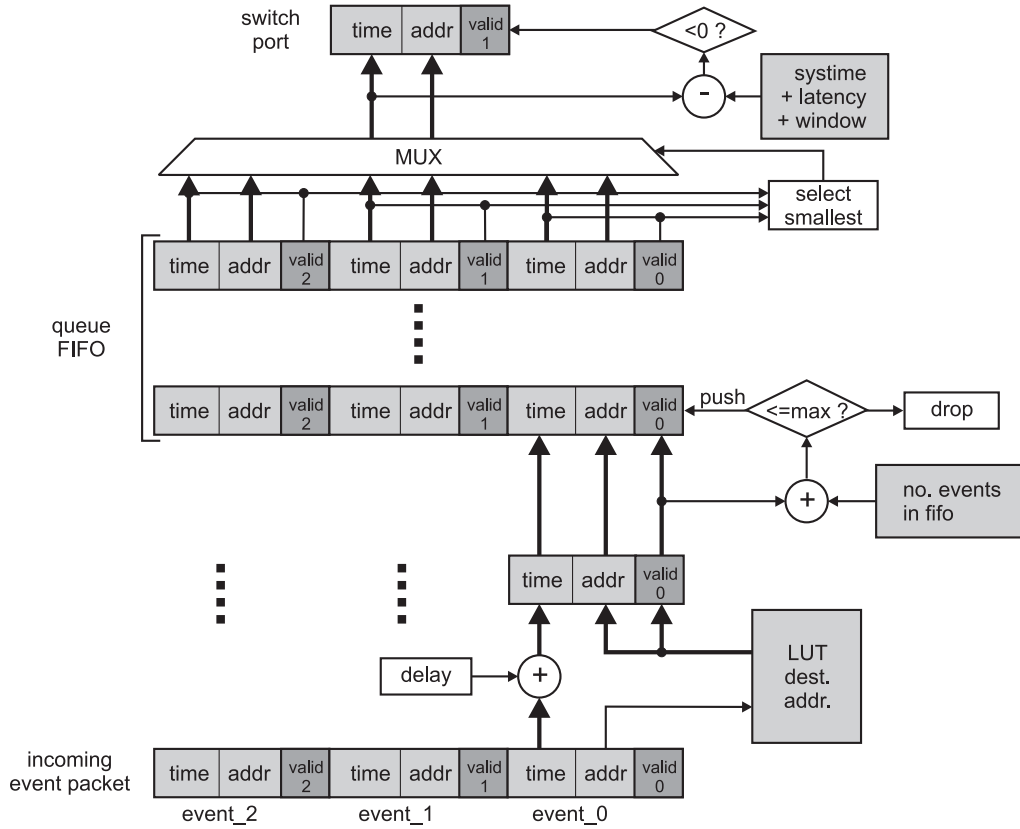 switch
port
time addr valid
1
<0 ?
-
systime
+ latency
+ window
MUX
select
smallest
time addr valid
2
time addr valid
1
time addr valid
0
queue
FIFO
time addr valid
2
time addr valid
1
time addr valid
0
push
<=max ?
drop
+
no. events
in fifo
time addr valid
0
delay
+
LUT
dest.
addr.
incoming
event packet
time addr valid
2
time addr valid
1
time addr valid
0
event_2
event_1
event_0